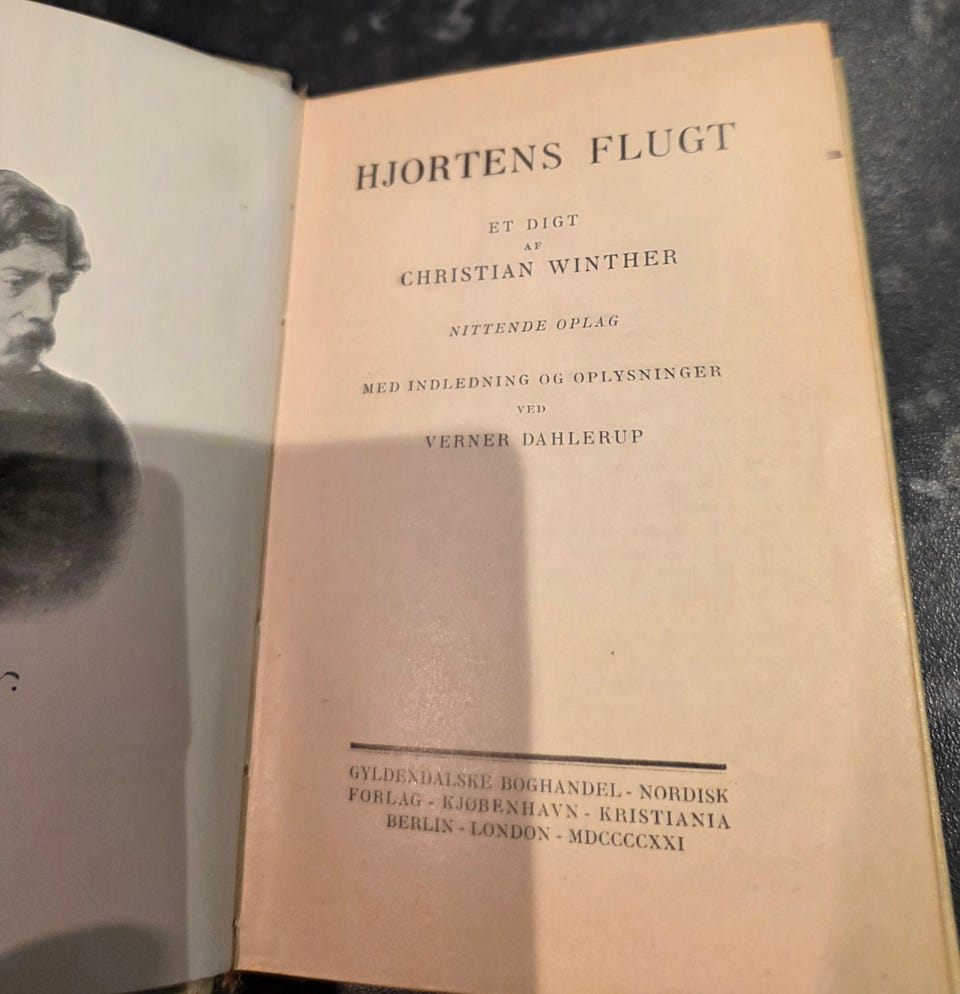 HJORTENS FLUGT
ET DIGT
AF
CHRISTIAN WINTHER
NITTENDE OPLAG
MED INDLEDNING OG OPLYSNINGER
VED
VERNER DAHLERUP
GYLDENDALSKE BOGHANDEL - NORDISK
FORLAG - KJØBENHAVN - KRISTIANIA
BERLIN - LONDON - MDCCCCXXI